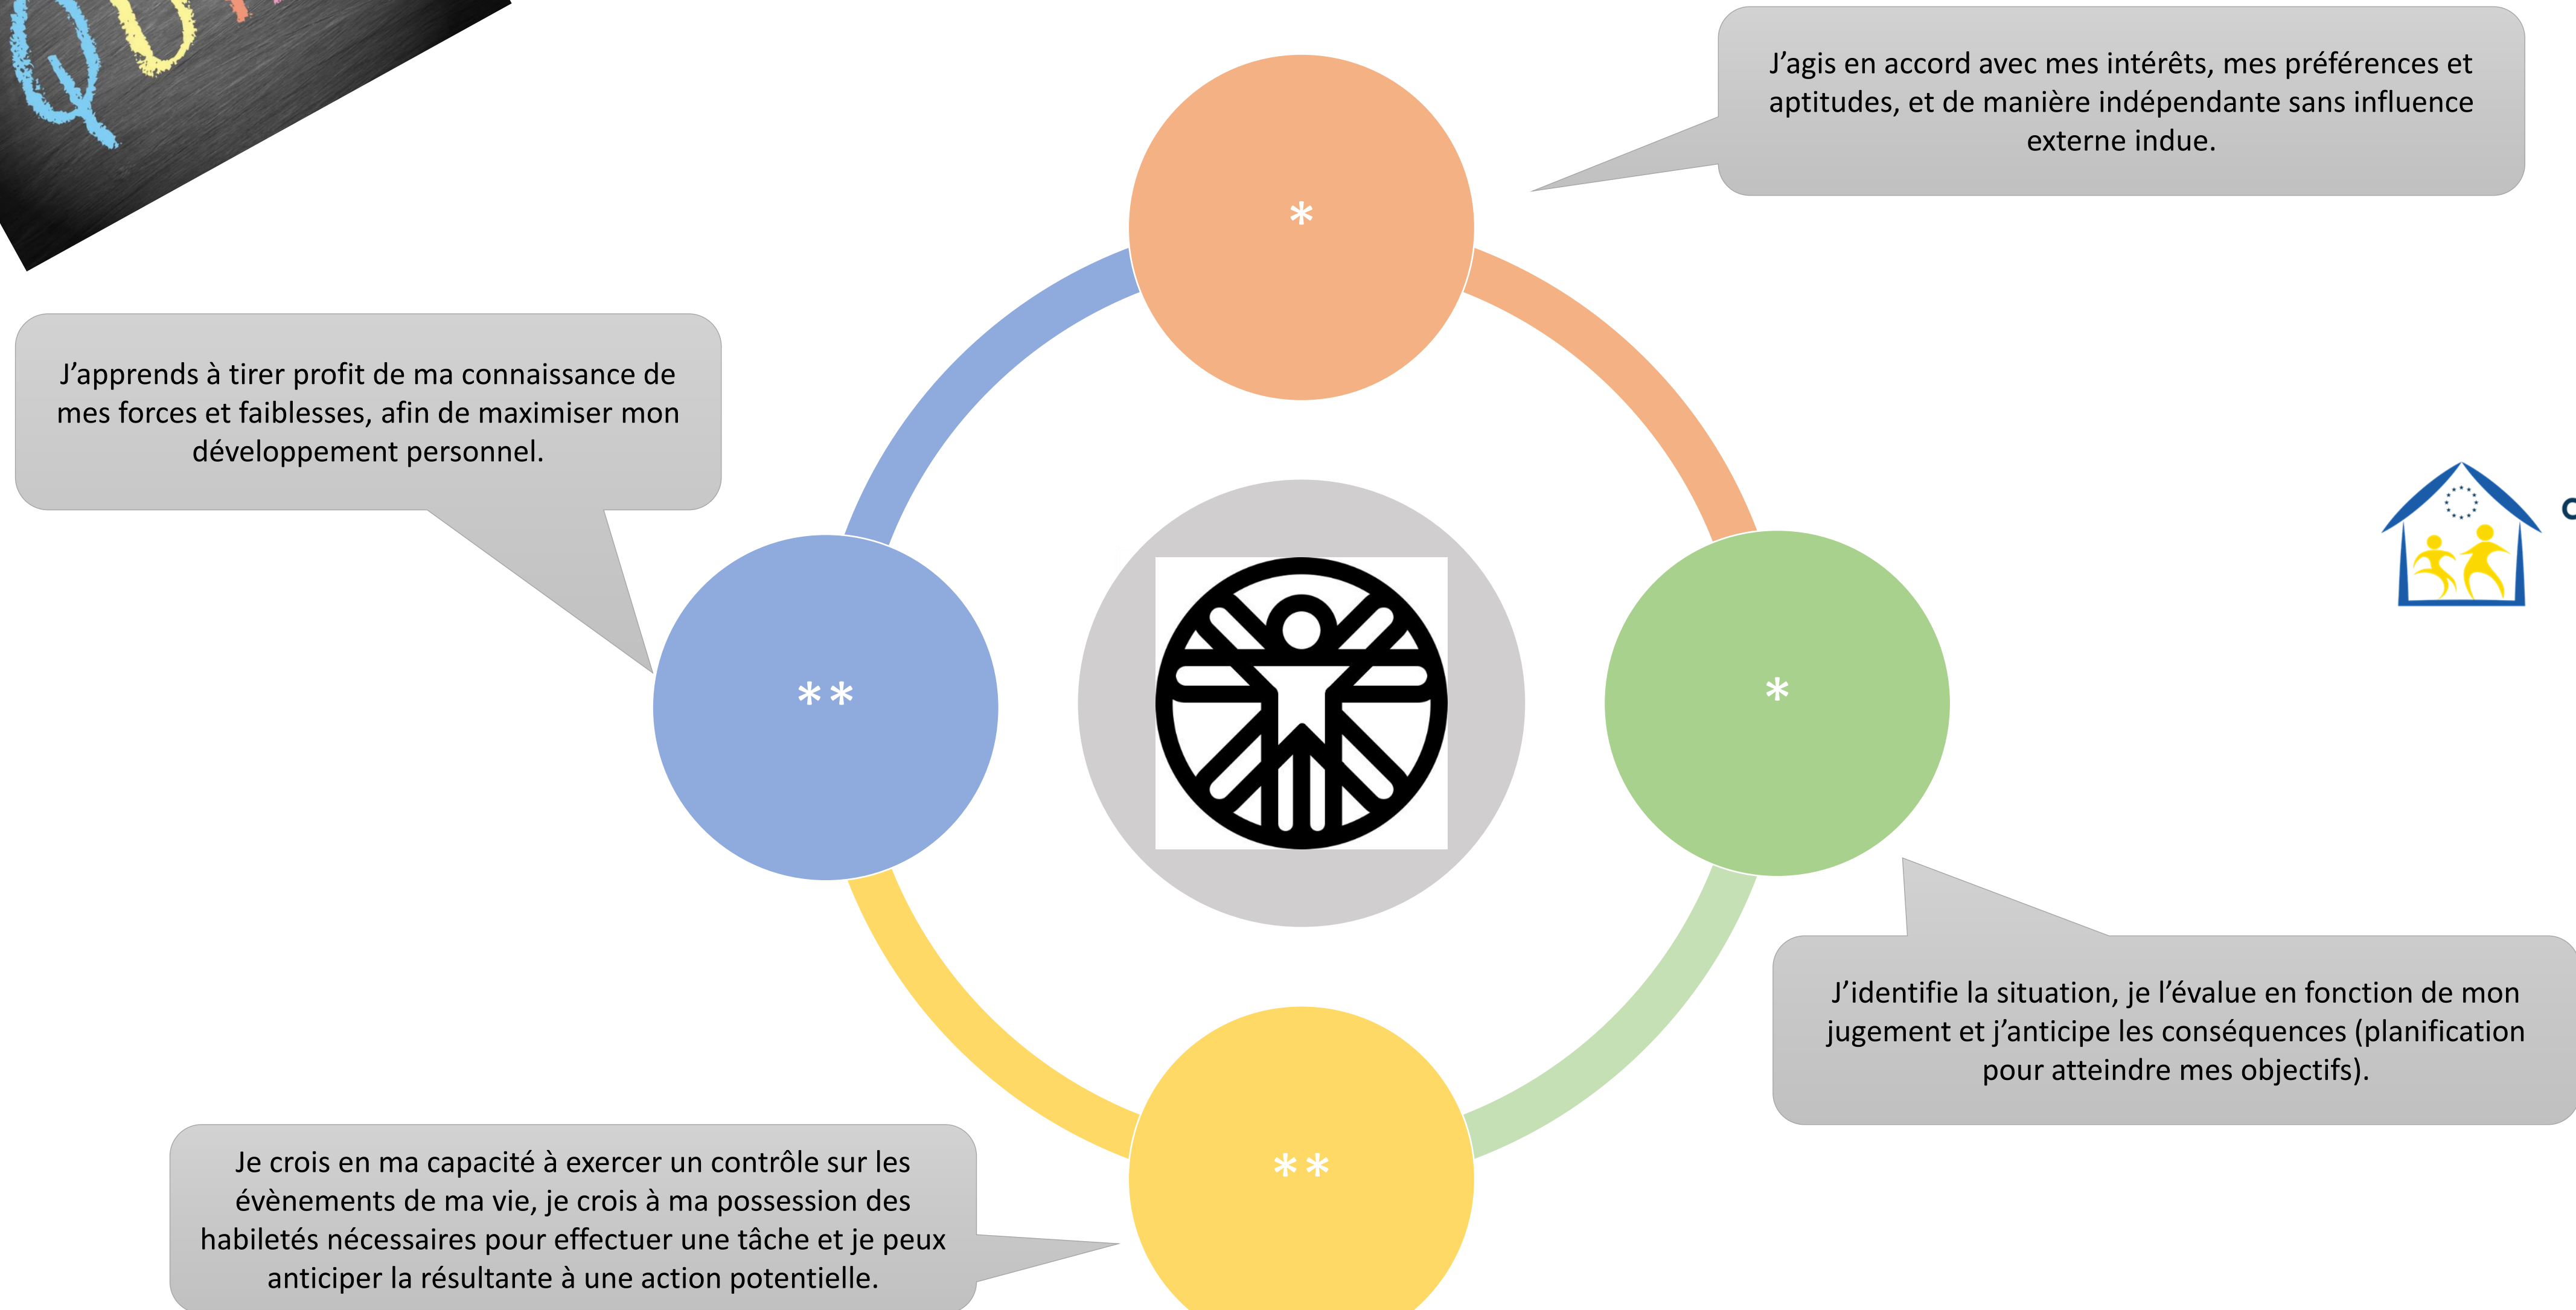 QU
J’agis en accord avec mes intérêts, mes préférences et
aptitudes, et de manière indépendante sans influence
externe indue.
*
J’apprends à tirer profit de ma connaissance de
mes forces et faiblesses, afin de maximiser mon
développement personnel.
**
*
J’identifie la situation, je l’évalue en fonction de mon
jugement et j’anticipe les conséquences (planification
pour atteindre mes objectifs).
**
Je crois en ma capacité à exercer un contrôle sur les
évènements de ma vie, je crois à ma possession des
habiletés nécessaires pour effectuer une tâche et je peux
anticiper la résultante à une action potentielle.